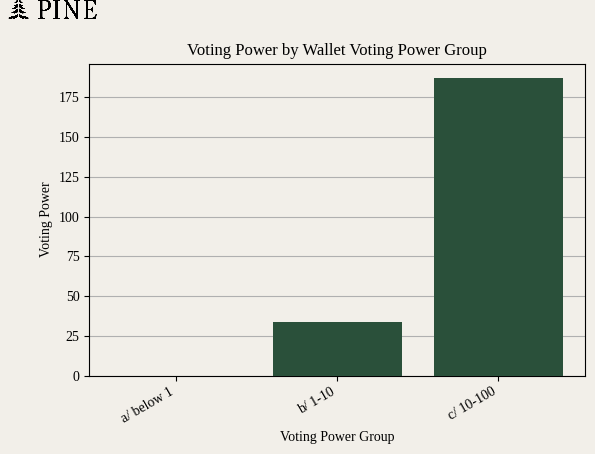 PINE
Voting Power by Wallet Voting Power Group
Voting Power
175
150
125
100
75
50
25
0
a/ below 1
b/ 1-10
c/ 10-100
Voting Power Group